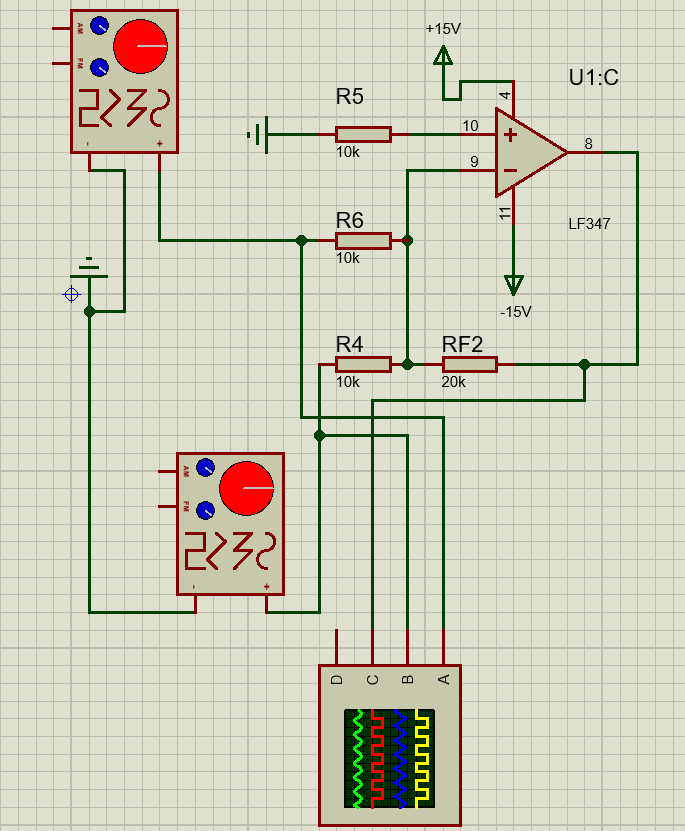 AM
FM
- +
+15V
U1:C
R5
10k
4
10
9
8
11
LF347
-15V
R6
10k
R4
10k
RF2
20k
AM
FM
- +
D C B A